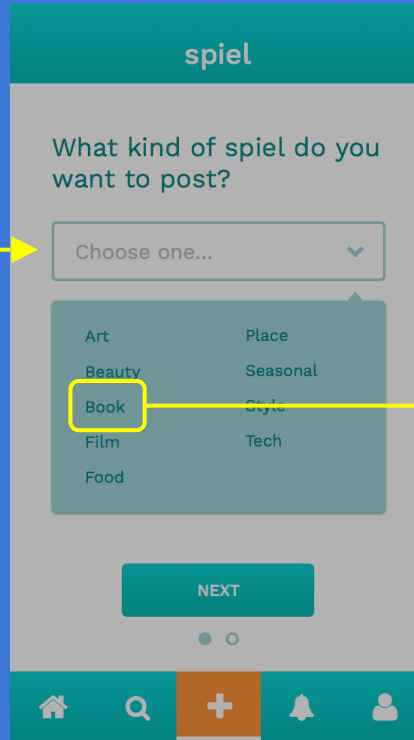 spiel
What kind of spiel do you
want to post?
Choose one...
Art
Beauty
Book
Film
Food
Place
Seasonal
Style
Tech
NEXT